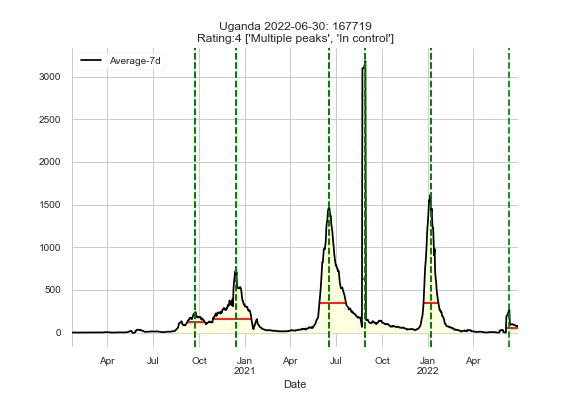 Uganda 2022-06-30: 167719
Rating:4 ['Multiple peaks', 'In control']
Average-7d
3000
2500
2000
1500
1000
500
0
Apr Jul Oct Jan Apr Jul Oct Jan Apr
2021 2022
Date